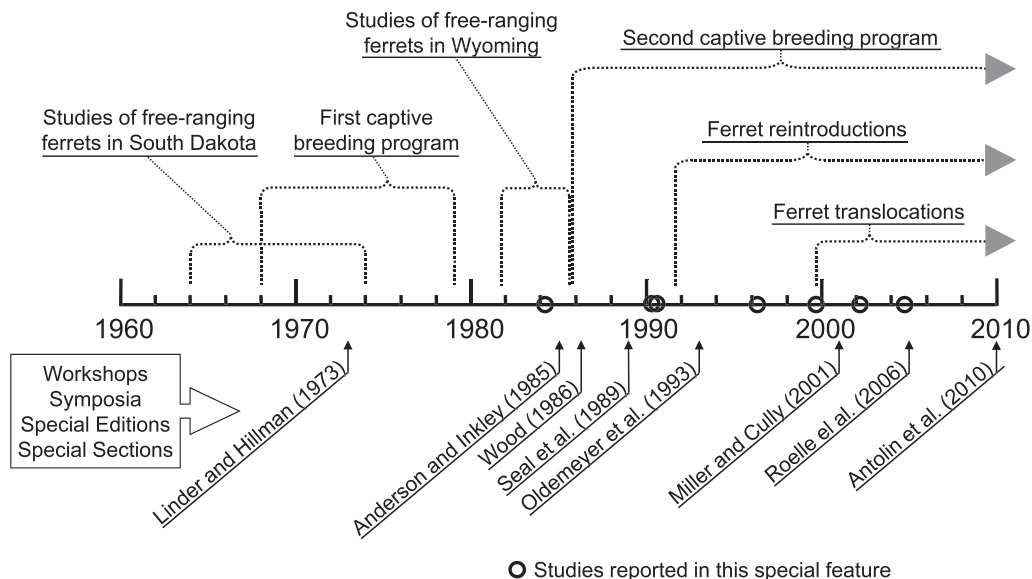 Studies of free-ranging
ferrets in Wyoming
Second captive breeding program
Studies of free-ranging
ferrets in South Dakota
First captive
breeding program
Ferret reintroductions
Ferret translocations
1960
1970
1980
1990
2000
2010
Workshops
Symposia
Special Editions
Special Sections
Linder and Hillman (1973)
Anderson and Inkley (1985)
Wood (1986)
Seal et al. (1989)
Oldemeyer et al. (1993)
Miller and Cully (2001)
Roelle el al. (2006)
Antolin et al. (2010)
Studies reported in this special feature